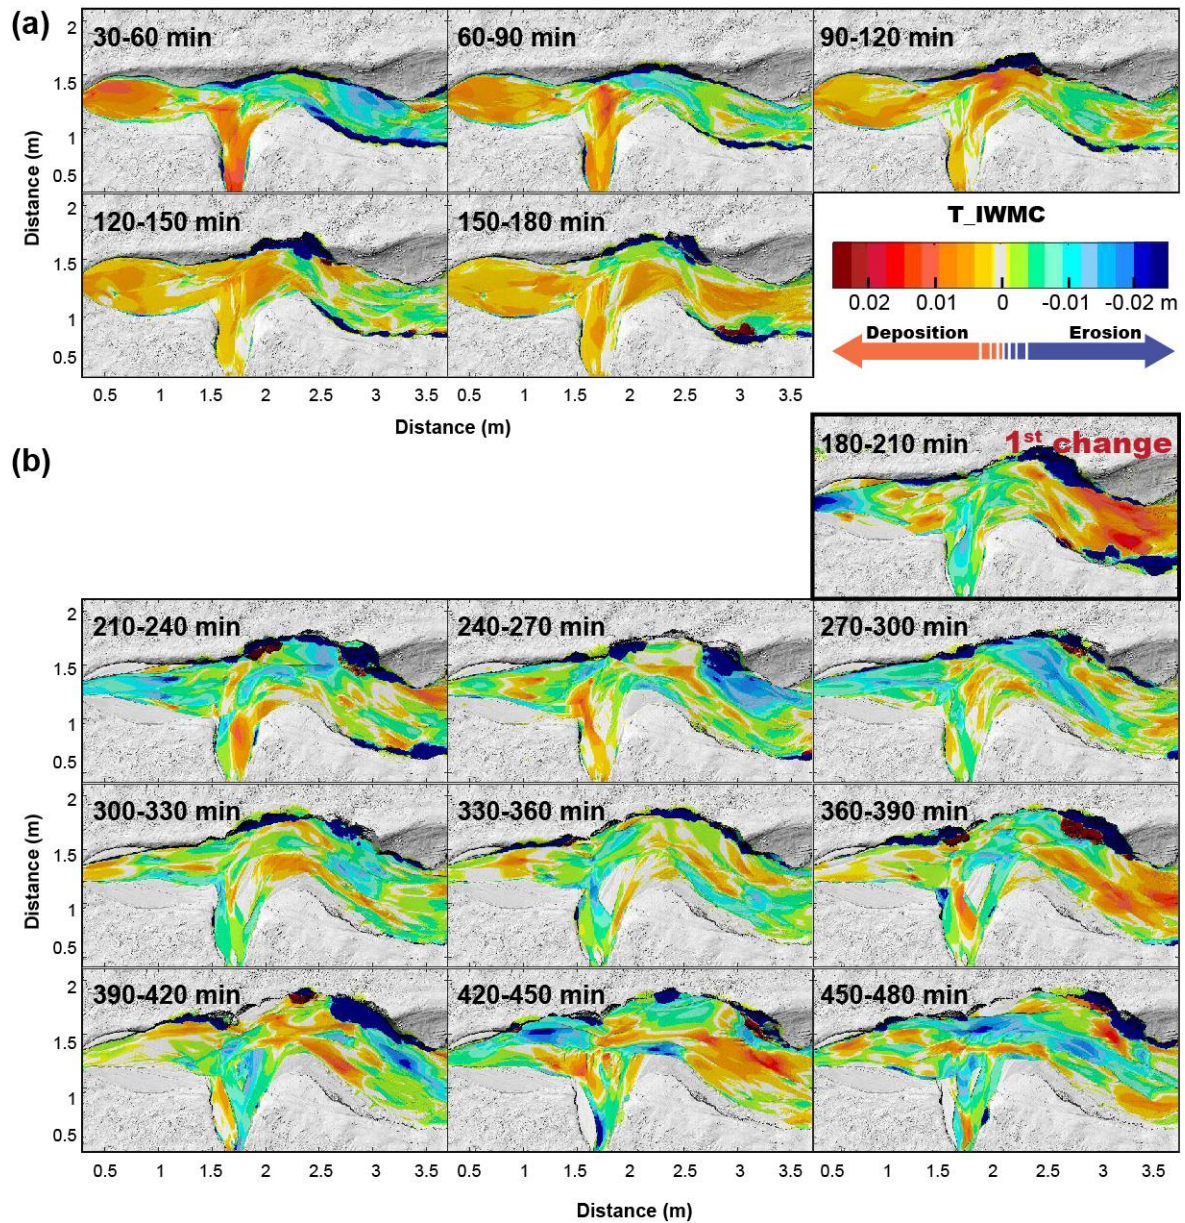 (a)
2
30-60 min
60-90 min
90-120 min
1.5
1
0.5
Distance (m)
2
120-150 min
150-180 min
T_IWMC
1.5
1
0.5
0.02 0.01 0 -0.01 -0.02 m
Deposition Erosion
0.5 1 1.5 2 2.5 3 3.5
0.5 1 1.5 2 2.5 3 3.5
Distance (m)
(b)
180-210 min 1st change
2
210-240 min
240-270 min
270-300 min
1.5
1
0.5
2
300-330 min
330-360 min
360-390 min
1.5
1
0.5
Distance (m)
2
390-420 min
420-450 min
450-480 min
1.5
1
0.5
0.5 1 1.5 2 2.5 3 3.5
0.5 1 1.5 2 2.5 3 3.5
0.5 1 1.5 2 2.5 3 3.5
Distance (m)